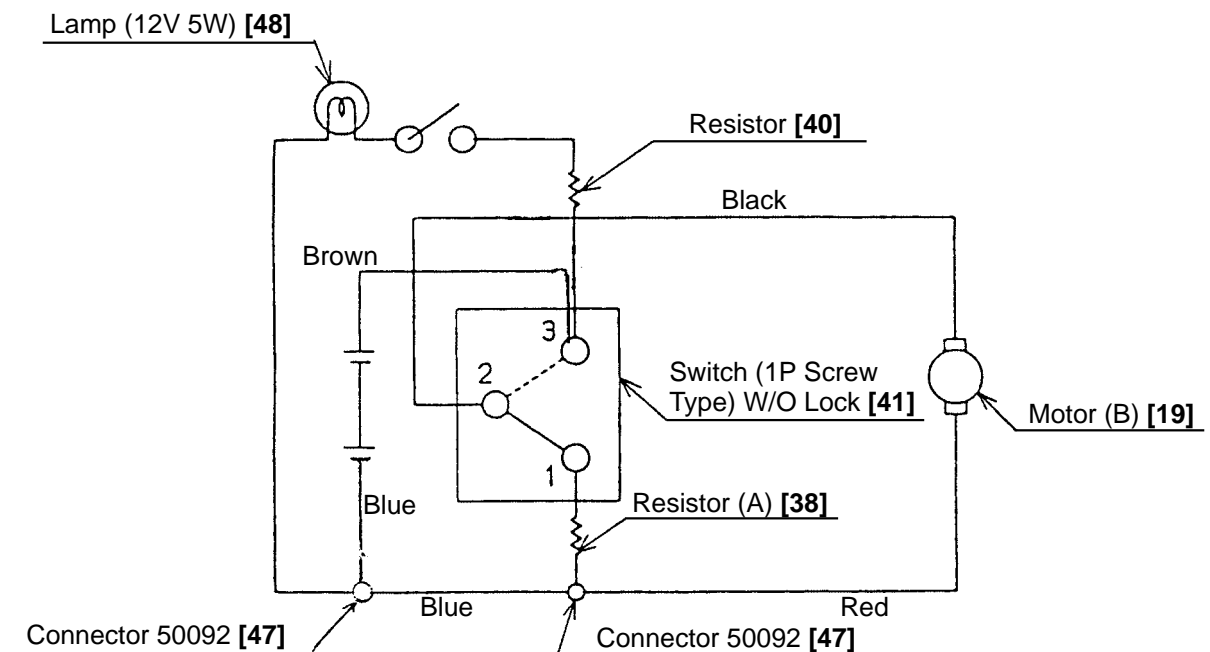 Lamp (12V 5W) [48]
Resistor [40]
Black
Brown
3
2
Switch (1P Screw
Type) W/O Lock [41]
Motor (B) [19]
1
Blue
Resistor (A) [38]
Blue
Red
Connector 50092 [47]
Connector 50092 [47]